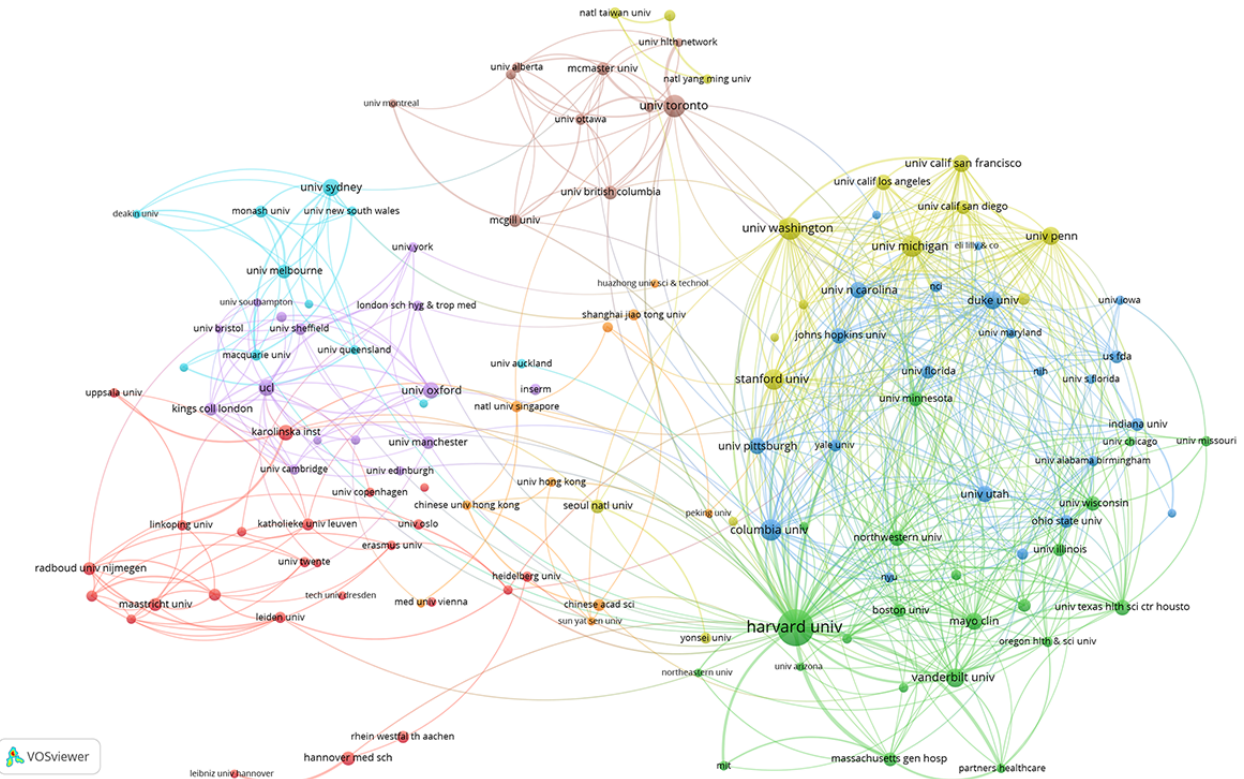 natl taiwan univ
univ hlth network
univ alberta
mcmaster univ
natl yang ming univ
univ montreal
univ toronto
univ ottawa
univ calif san francisco
univ calif los angeles
univ sydney
univ british columbia
deakin univ
monash univ
univ new south wales
univ calif san diego
mcgill univ
univ washington
univ penn
univ york
univ michigan
eli lilly & co
univ melbourne
huazhong univ sci & technol
univ n carolina
nci
univ southampton
london sch hyg & trop med
duke univ
univ iowa
shanghai jiao tong univ
univ bristol
univ sheffield
johns hopkins univ
univ maryland
univ queensland
macquarie univ
us fda
univ auckland
univ florida
nih
stanford univ
univ s florida
ucl
univ oxford
inserm
uppsala univ
univ minnesota
kings coll london
natl univ singapore
indiana univ
karolinska inst
univ manchester
univ pittsburgh
yale univ
univ chicago
univ missouri
univ cambridge
univ edinburgh
univ alabama birmingham
univ hong kong
univ copenhagen
univ utah
chinese univ hong kong
seoul natl univ
univ wisconsin
peking univ
linkoping univ
katholieke univ leuven
univ oslo
columbia univ
ohio state univ
northwestern univ
erasmus univ
univ illinois
univ twente
radboud univ nijmegen
heidelberg univ
nyu
tech univ dresden
maastricht univ
med univ vienna
chinese acad sci
boston univ
univ texas hlth sci ctr housto
leiden univ
sun yat sen univ
mayo clin
harvard univ
yonsei univ
oregon hlth & sci univ
northeastern univ
univ arizona
vanderbilt univ
rhein westfal th aachen
hannover med sch
massachusetts gen hosp
mit
partners healthcare
leibniz univ hannover
VOSviewer